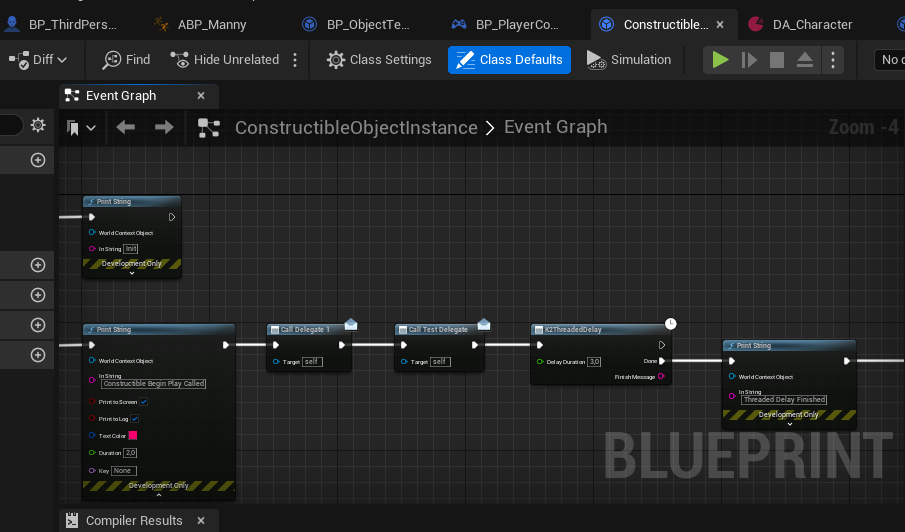 BP_ThirdPers...
ABP_Manny
BP_ObjectTe...
BP_PlayerCo...
Constructible...
DA_Character
Diff
Find
Hide Unrelated
Class Settings
Class Defaults
Simulation
No d
Event Graph
ConstructibleObjectInstance
Event Graph
Zoom -4
Print String
World Context Object
In String Init
Development Only
Print String
World Context Object
In String
Constructible Begin Play Called
Print to Screen
Print to Log
Text Color
Duration 2,0
Key None
Development Only
Call Delegate 1
Target self
Call Test Delegate
Target self
K2ThreadedDelay
Delay Duration 3,0
Done
Finish Message
Print String
World Context Object
In String
Threaded Delay Finished
Development Only
BLUEPRINT
Compiler Results